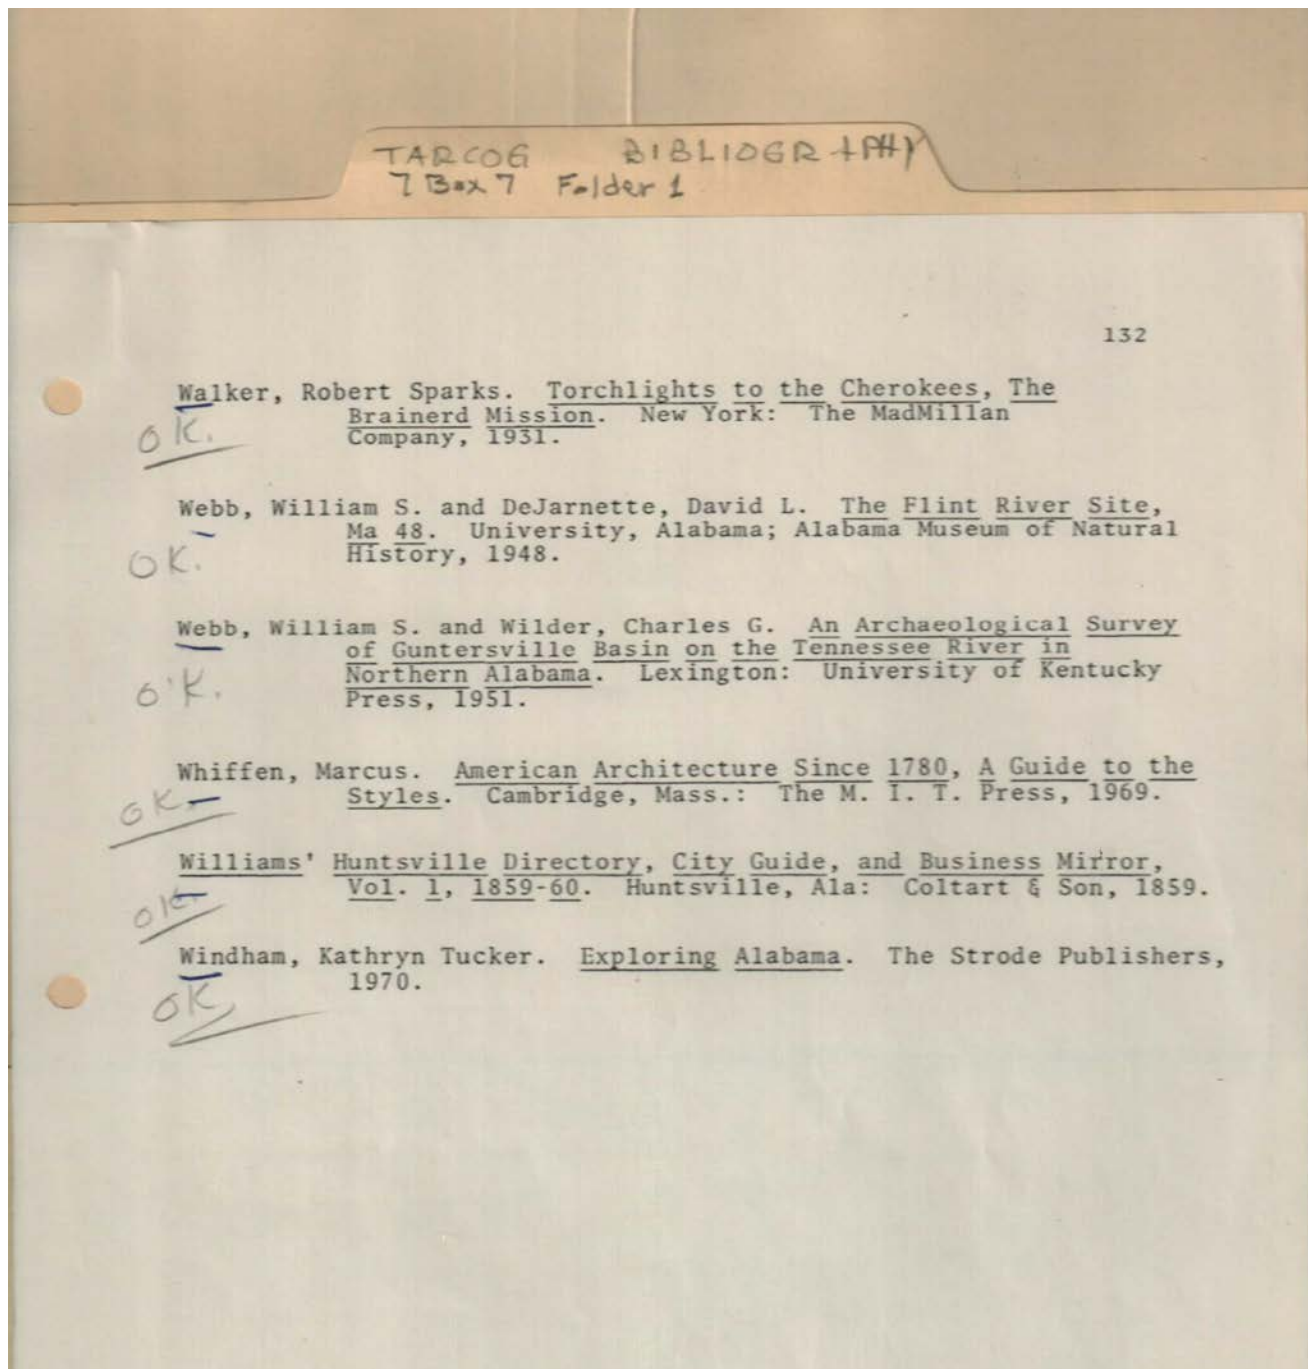 TARCOG BIBLIOGRAPHY
7 Box 7 Folder 1
132
Walker, Robert Sparks. Torchlights to the Cherokees, The
Brainerd Mission. New York: The MadMillan
OK.
Company, 1931.
Webb, William S. and DeJarnette, David L. The Flint River Site,
Ma 48. University, Alabama; Alabama Museum of Natural
OK. History, 1948.
Webb, William S. and Wilder, Charles G. An Archaeological Survey
of Guntersville Basin on the Tennessee River in
Northern Alabama. Lexington: University of Kentucky
O'K. Press, 1951.
Whiffen, Marcus. American Architecture Since 1780, A Guide to the
OK Styles. Cambridge, Mass.: The M. I. T. Press, 1969.
Williams' Huntsville Directory, City Guide, and Business Mirror,
Vol. 1, 1859-60. Huntsville, Ala: Coltart & Son, 1859.
OK
Windham, Kathryn Tucker. Exploring Alabama. The Strode Publishers,
1970.
OK